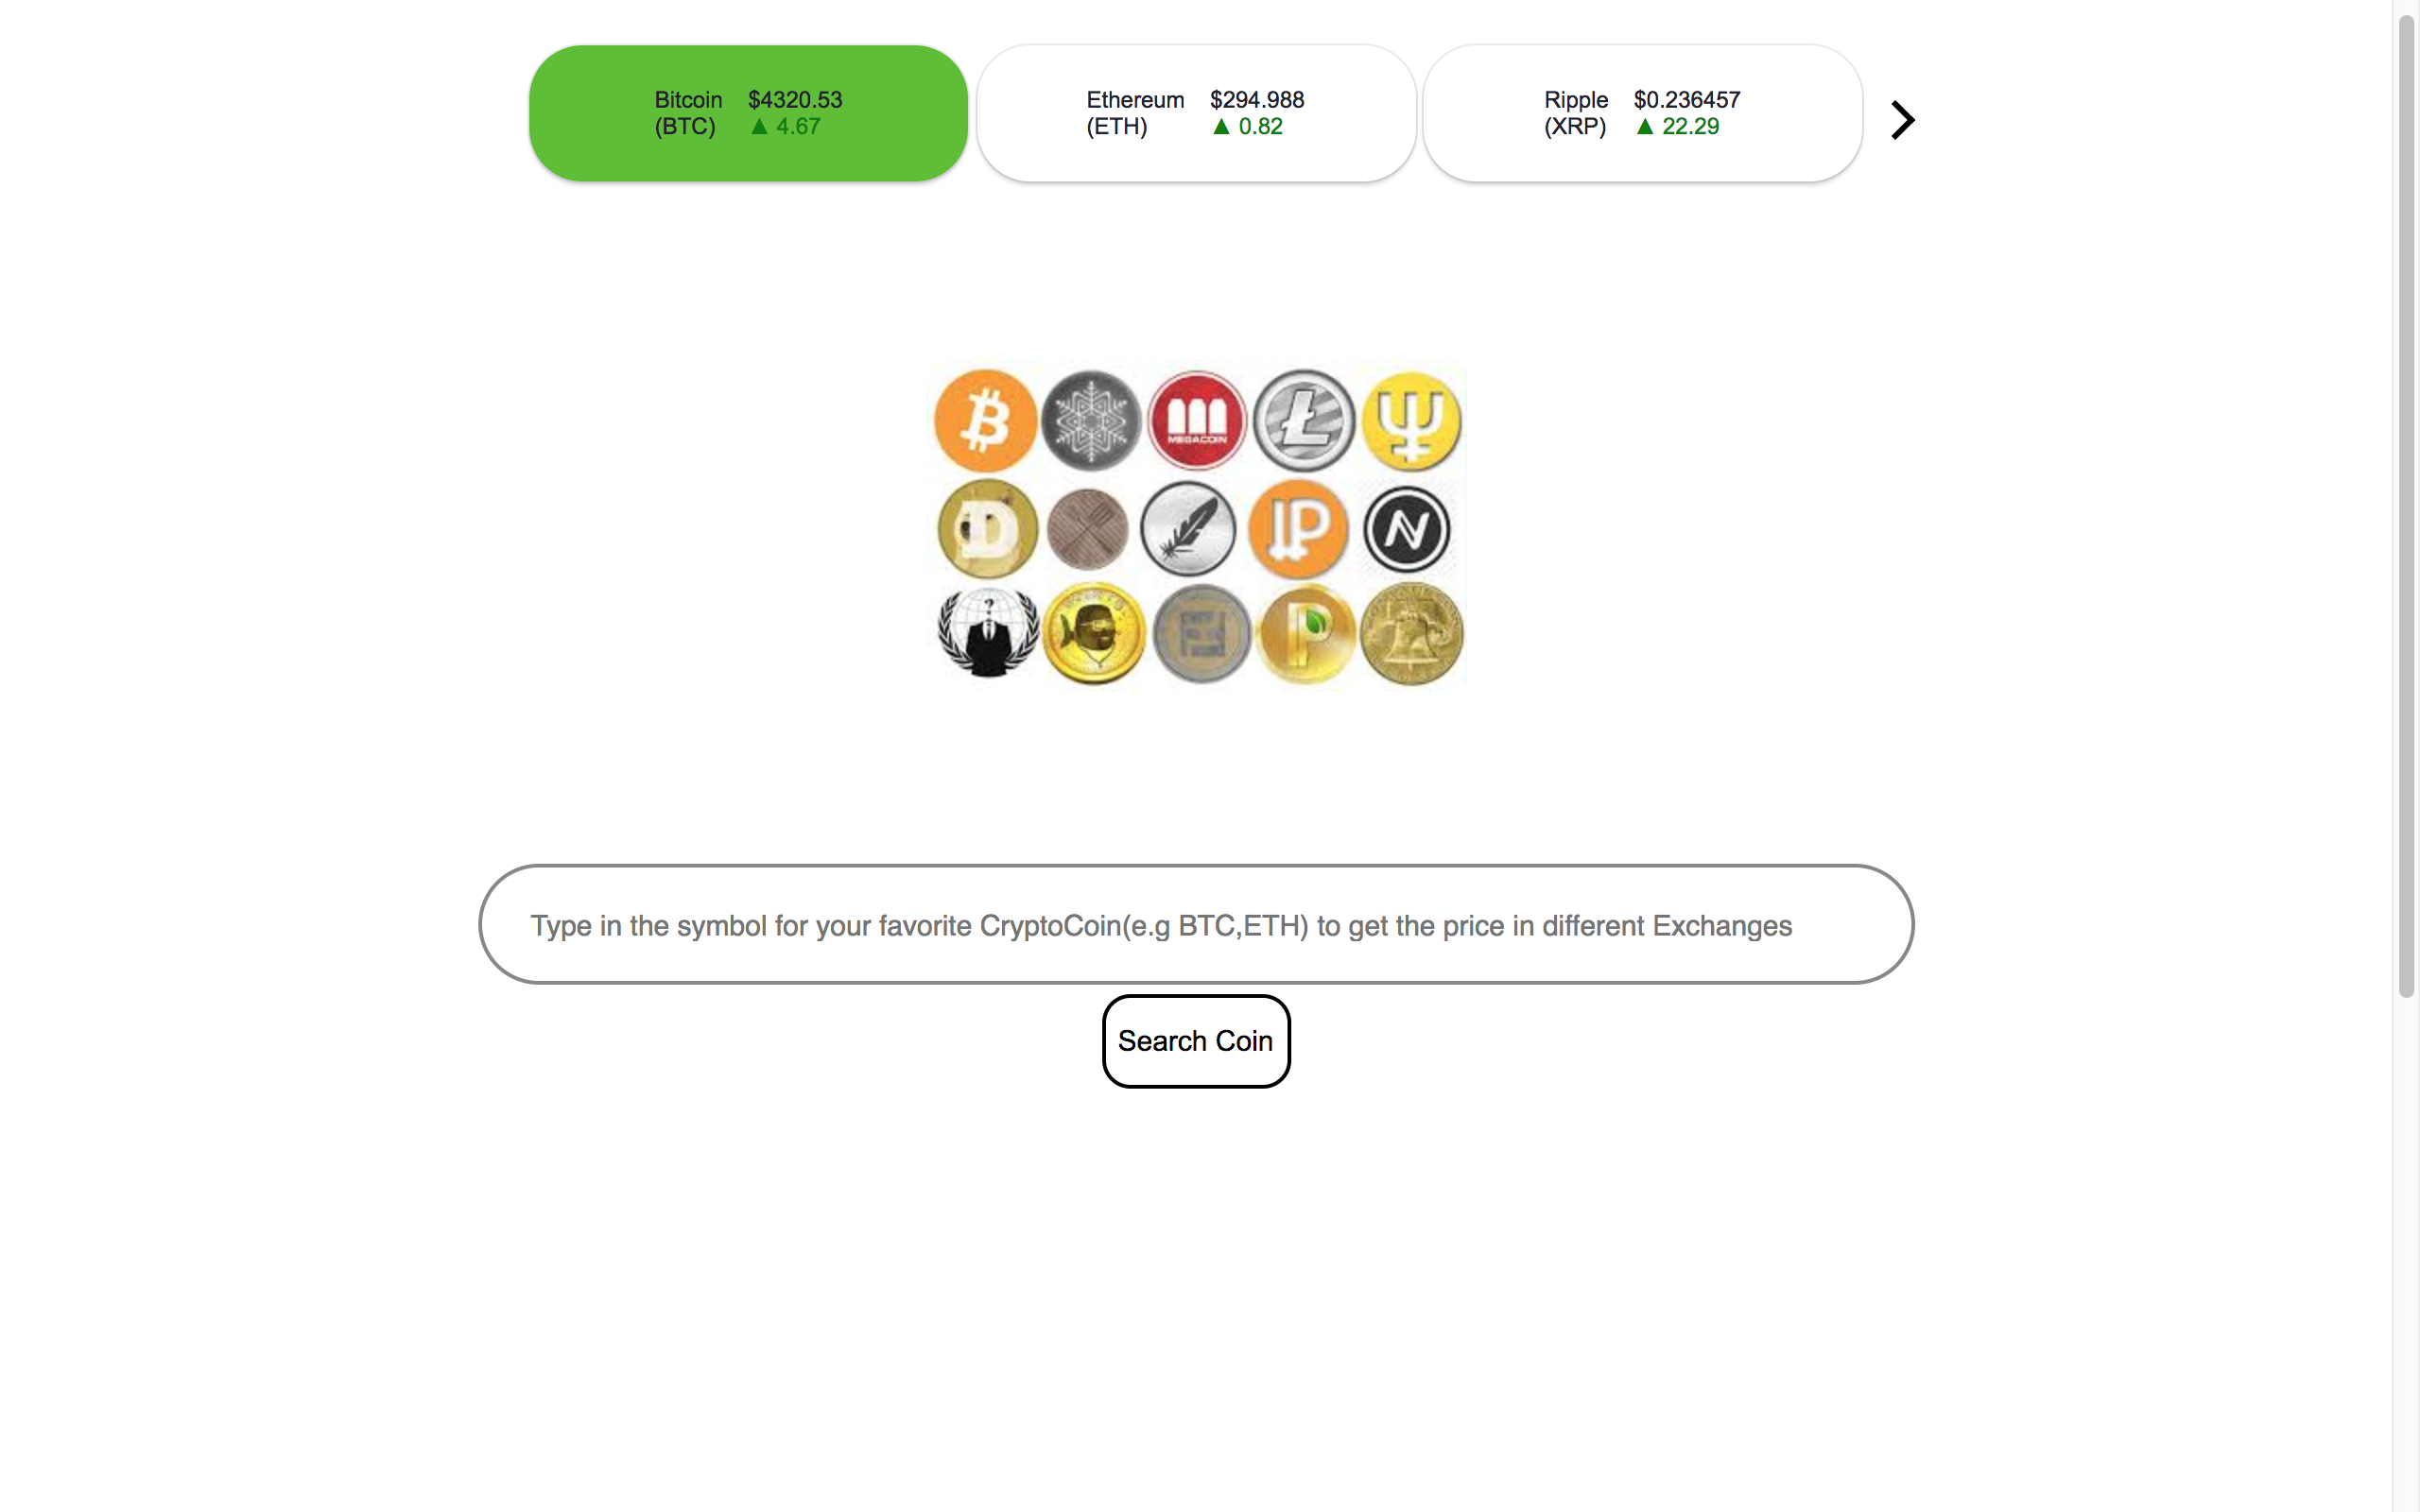 Bitcoin $4320.53
(BTC) ▲ 4.67
Ethereum $294.988
(ETH) ▲ 0.82
Ripple $0.236457
(XRP) ▲ 22.29
MEGACOIN
?
Type in the symbol for your favorite CryptoCoin(e.g BTC,ETH) to get the price in different Exchanges
Search Coin